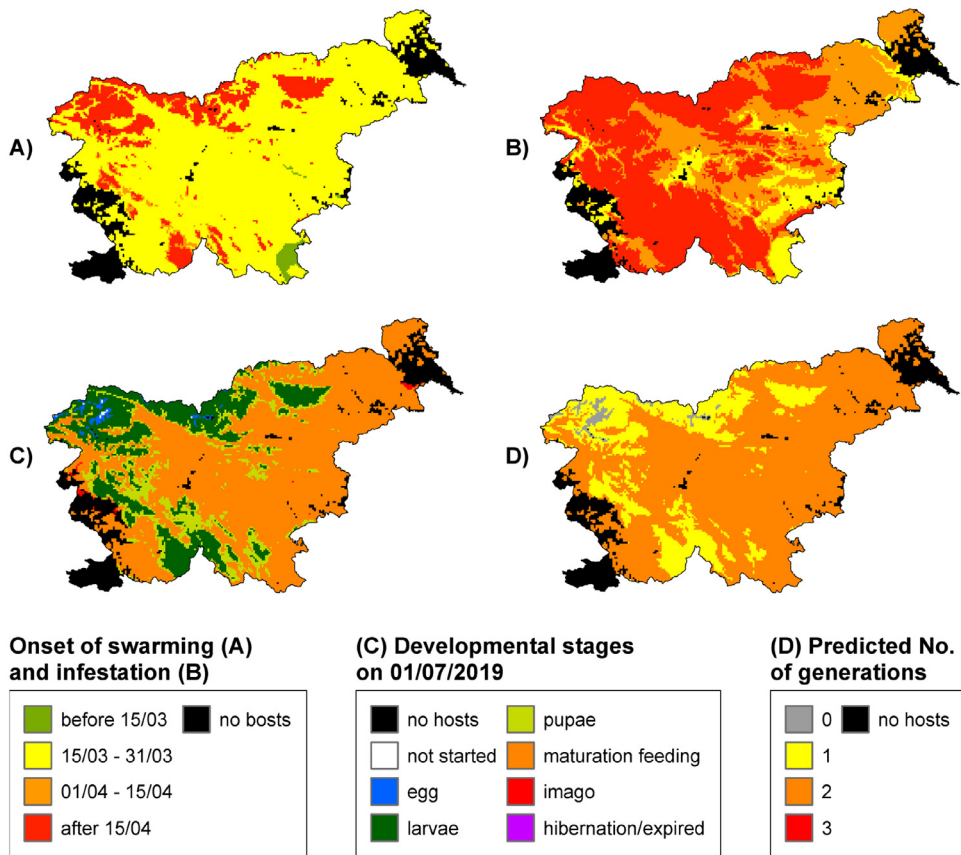 A)
B)
C)
D)
Onset of swarming (A)
and infestation (B)
before 15/03
no bosts
15/03 - 31/03
01/04 - 15/04
after 15/04
(C) Developmental stages
on 01/07/2019
no hosts
pupae
not started
maturation feeding
egg
imago
larvae
hibernation/expired
(D) Predicted No.
of generations
0
no hosts
1
2
3